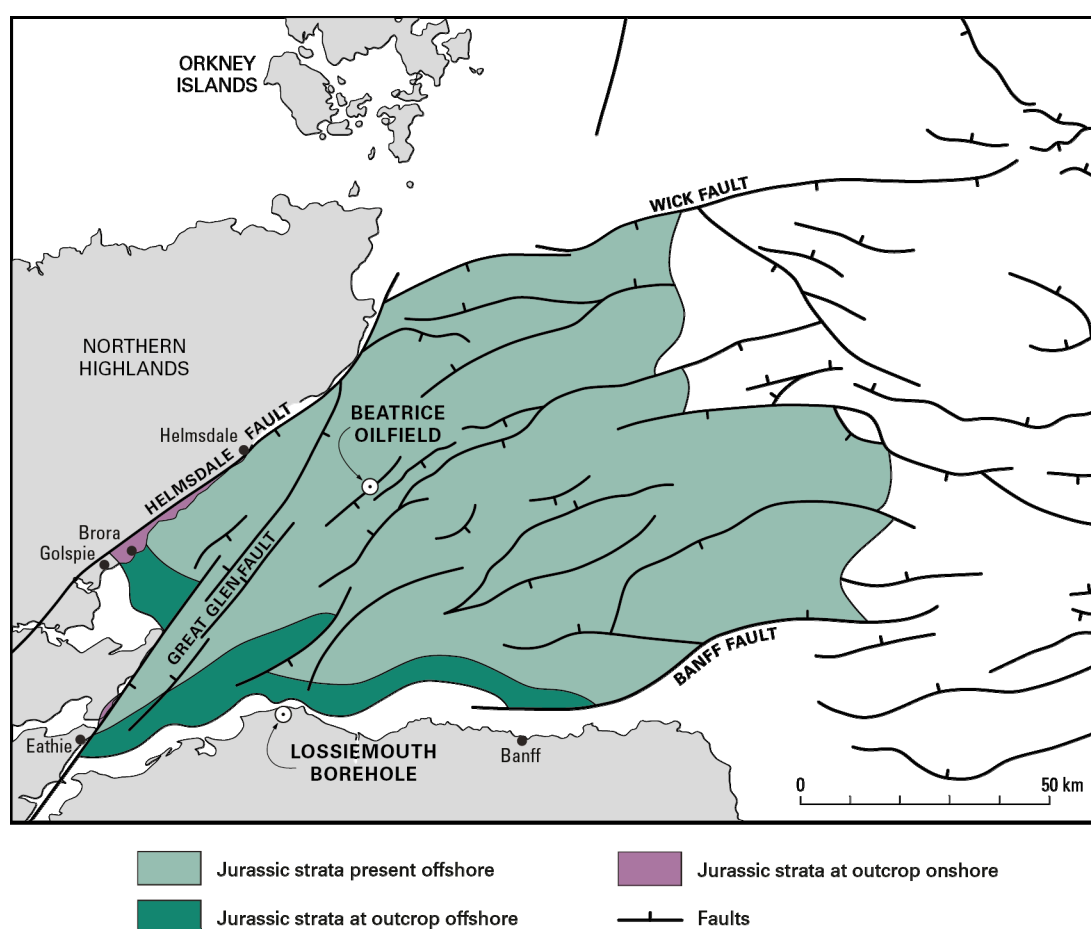 ORKNEY
ISLANDS
WICK FAULT
NORTHERN
HIGHLANDS
BEATRICE
OILFIELD
Helmsdale
HELMSDALE FAULT
Brora
Golspie
GREAT GLEN FAULT
BANFF FAULT
Eathie
LOSSIEMOUTH
BOREHOLE
Banff
0 50 km
Jurassic strata present offshore
Jurassic strata at outcrop onshore
Jurassic strata at outcrop offshore
Faults